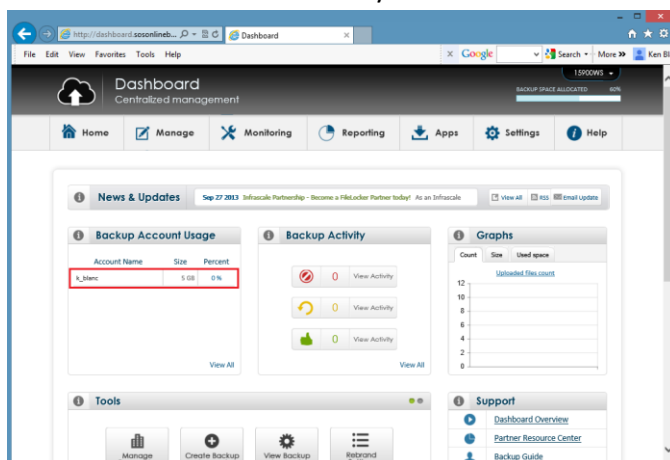 http://dashboard.sosonlineb...
Dashboard
File Edit View Favorites Tools Help
Google
Search
More
Ken Bl
Dashboard
Centralized management
15900WS
BACKUP SPACE ALLOCATED 60%
Home
Manage
Monitoring
Reporting
Apps
Settings
Help
News & Updates
Sep 27 2013 Infrascale Partnership - Become a FileLocker Partner today! As an Infrascale
View All
RSS
Email Update
Backup Account Usage
Account Name Size Percent
k_blanc 5 GB 0 %
View All
Backup Activity
0 View Activity
0 View Activity
0 View Activity
View All
Graphs
Count Size Used space
Uploaded files count
12
10
8
6
4
2
0
Tools
Manage
Create Backup
View Backup
Rebrand
Support
Dashboard Overview
Partner Resource Center
Backup Guide